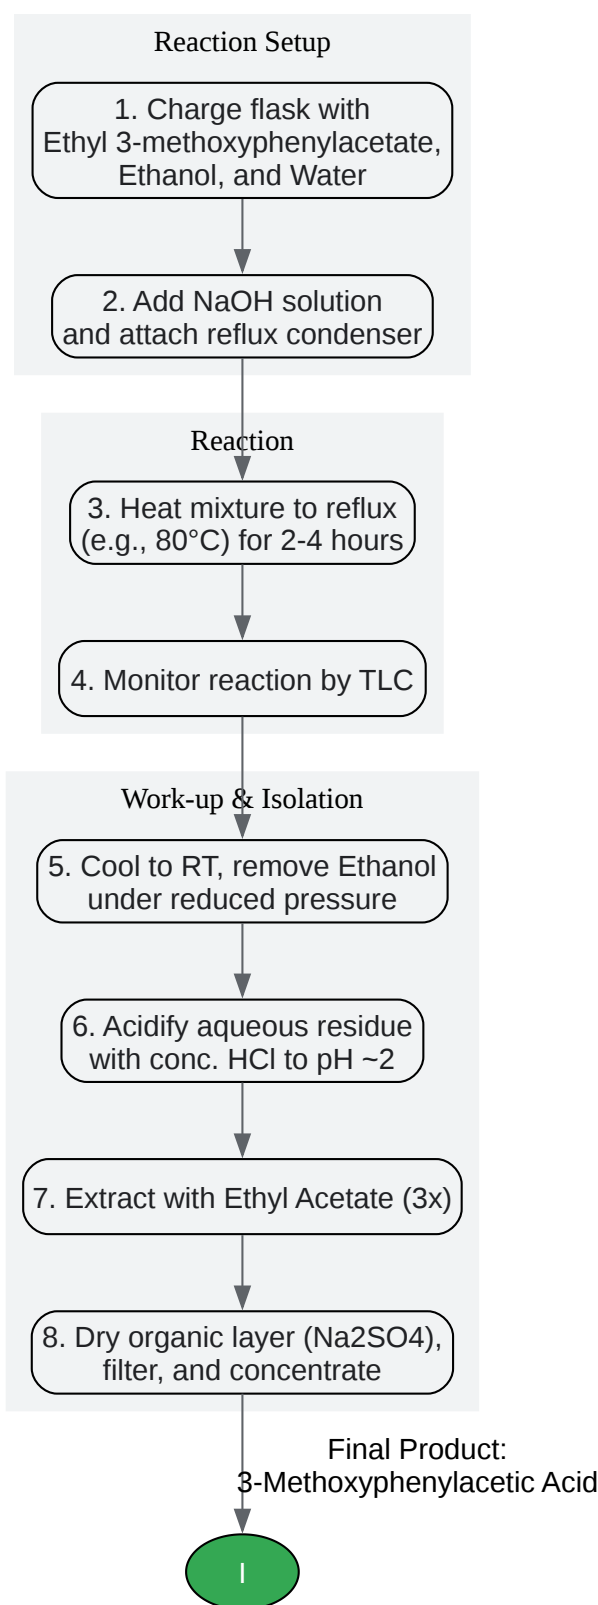 Reaction Setup
1. Charge flask with
Ethyl 3-methoxyphenylacetate,
Ethanol, and Water
2. Add NaOH solution
and attach reflux condenser
Reaction
3. Heat mixture to reflux
(e.g., 80°C) for 2-4 hours
4. Monitor reaction by TLC
Work-up & Isolation
5. Cool to RT, remove Ethanol
under reduced pressure
6. Acidify aqueous residue
with conc. HCl to pH ~2
7. Extract with Ethyl Acetate (3x)
8. Dry organic layer (Na2SO4),
filter, and concentrate
Final Product:
3-Methoxyphenylacetic Acid
I